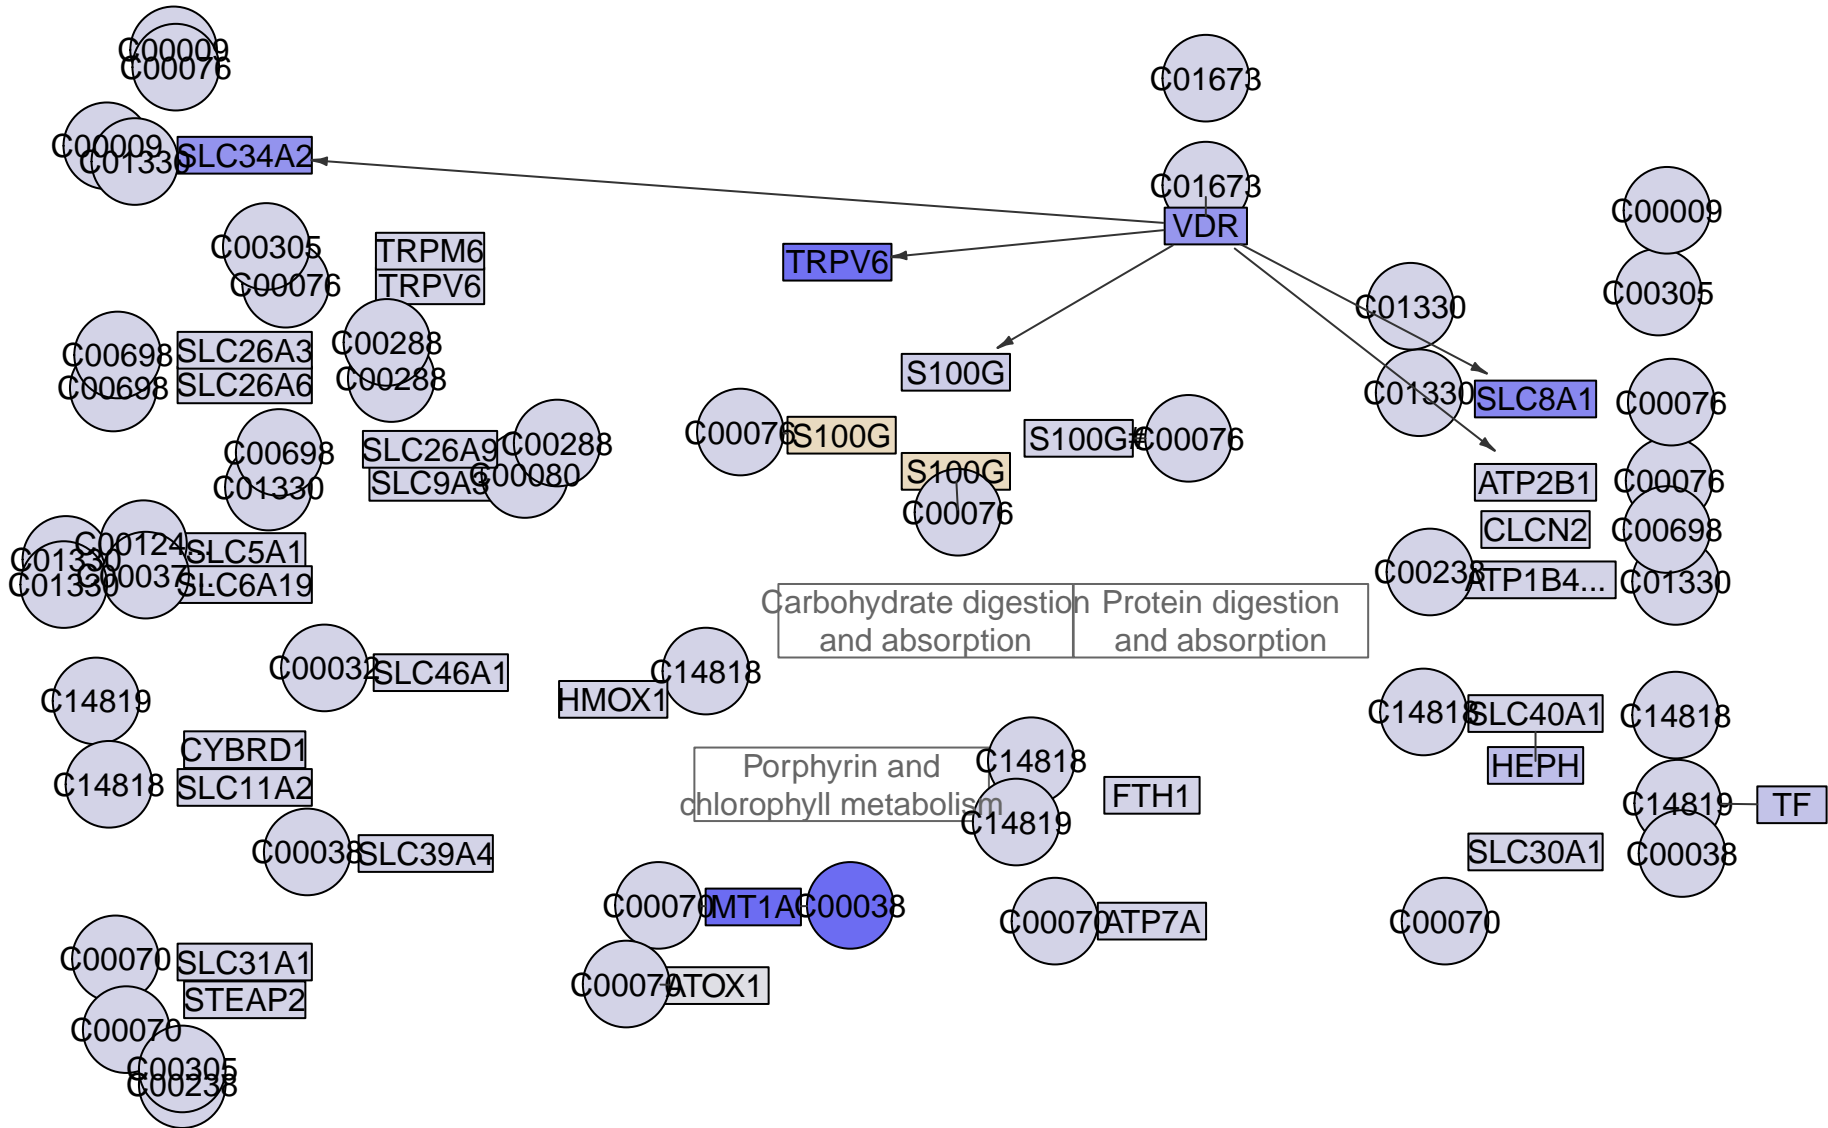 C00009
C00076
C01673
C00009
C01330
SLC34A2
C01673
VDR
C00009
C00305
C00076
TRPM6
TRPV6
TRPV6
C01330
C00305
C00698
C00698
SLC26A3
SLC26A6
C00288
C00288
S100G
C01330
SLC8A1
C00076
C00698
C01330
SLC26A9
SLC9A3
C00288
C00080
C00076
S100G
S100G
C00076
S100G#
C00076
ATP2B1
C00076
CLCN2
C00698
C01330
C01330
C00124...
C00037...
SLC5A1
SLC6A19
C00238
ATP1B4...
C01330
Carbohydrate digestion
and absorption
Protein digestion
and absorption
C00032
SLC46A1
HMOX1
C14818
C14819
C14818
CYBRD1
SLC11A2
C14818
SLC40A1
HEPH
C14818
Porphyrin and
chlorophyll metabolism
C14818
C14819
FTH1
C14819
TF
C00038
SLC39A4
SLC30A1
C00038
C00070
MT1A
C00038
C00070
ATP7A
C00070
C00070
SLC31A1
STEAP2
C00070
ATOX1
C00070
C00305
C00238